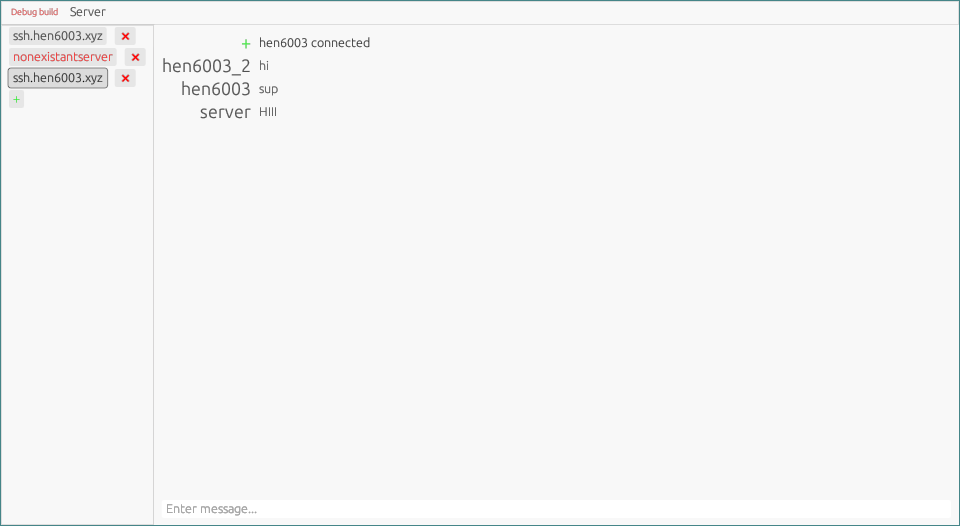 Debug build Server
ssh.hen6003.xyz ×
nonexistantserver ×
ssh.hen6003.xyz ×
+
+ hen6003 connected
hen6003_2 hi
hen6003 sup
server HIII
Enter message...